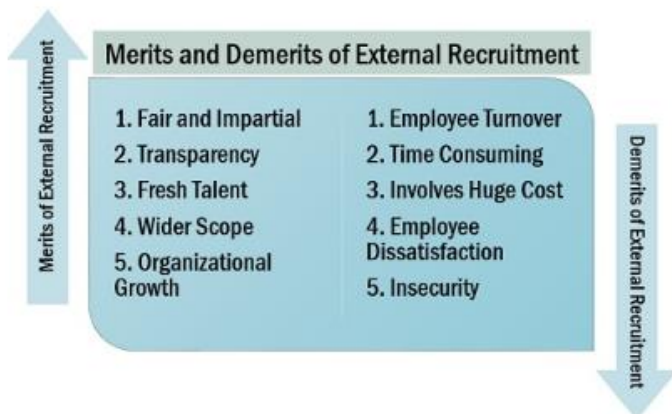 Merits of External Recruitment
Merits and Demerits of External Recruitment
1. Fair and Impartial
2. Transparency
3. Fresh Talent
4. Wider Scope
5. Organizational
Growth
1. Employee Turnover
2. Time Consuming
3. Involves Huge Cost
4. Employee
Dissatisfaction
5. Insecurity
Demerits of External Recruitment